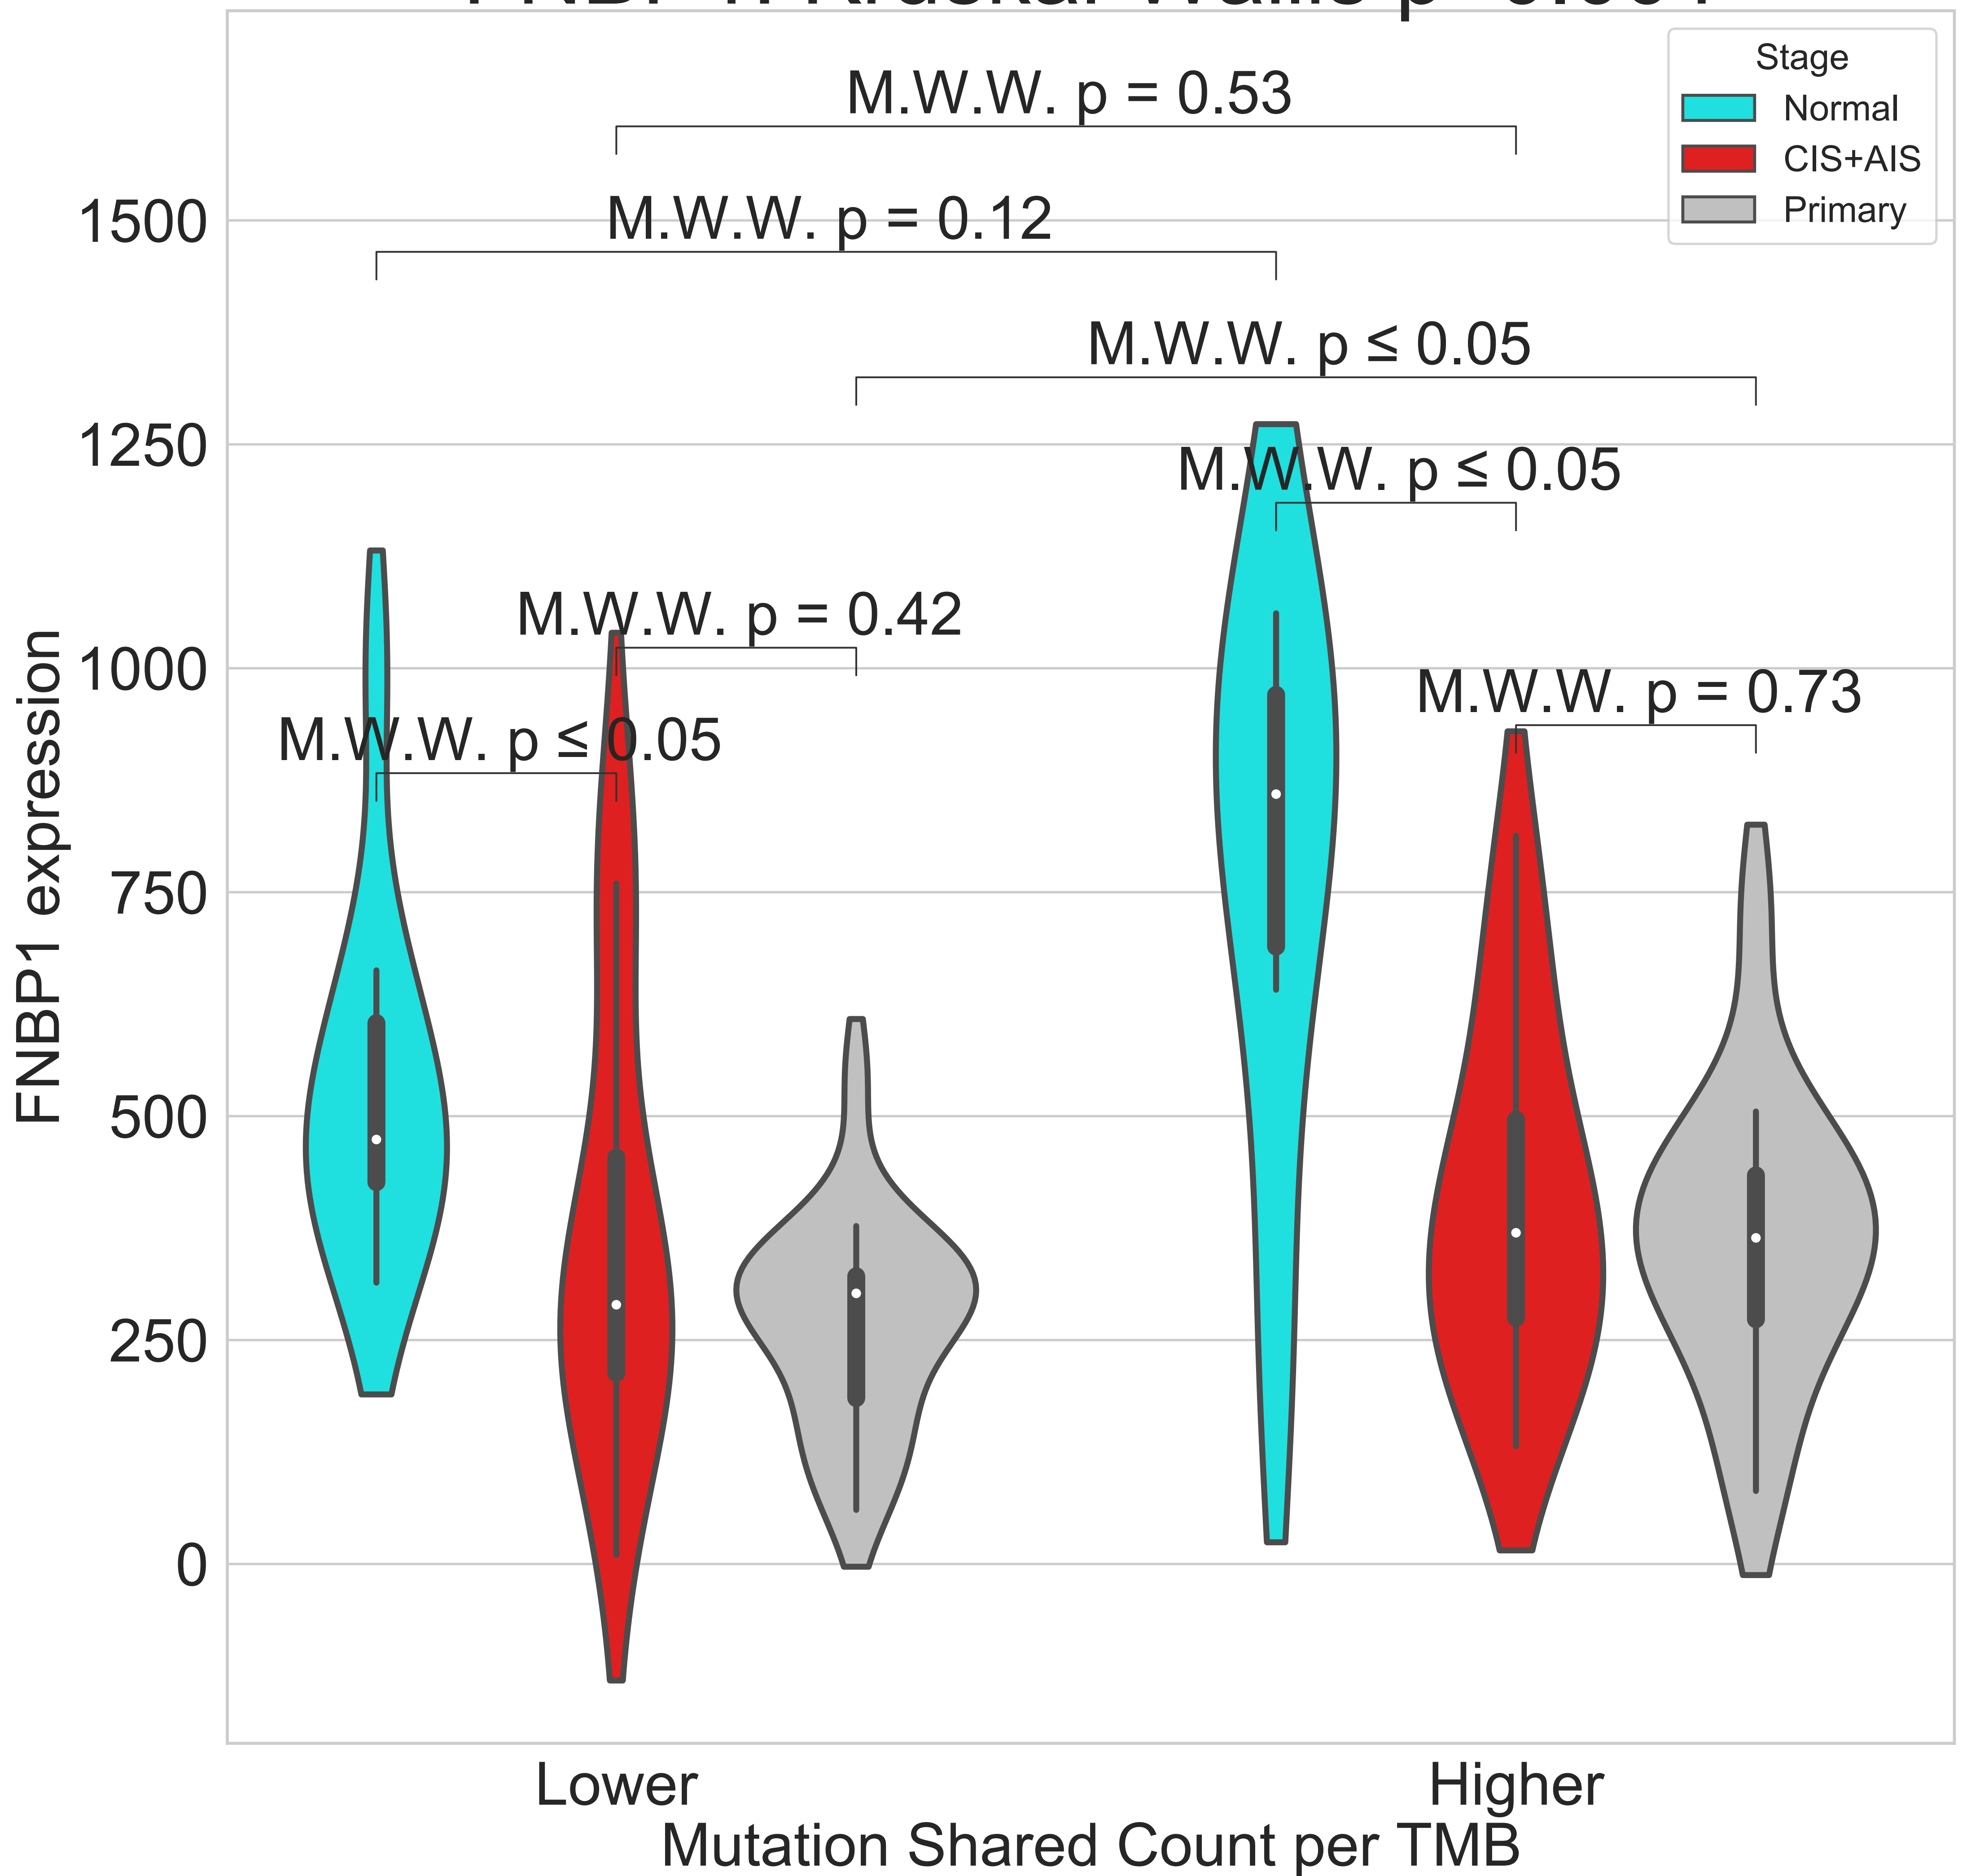 Stage
Normal
CIS+AIS
Primary
M.W.W. p = 0.53
M.W.W. p = 0.12
M.W.W. p ≤ 0.05
M.W.W. p ≤ 0.05
M.W.W. p = 0.42
M.W.W. p = 0.73
M.W.W. p ≤ 0.05
1500
1250
1000
750
500
250
0
FNBP1 expression
Lower
Higher
Mutation Shared Count per TMB